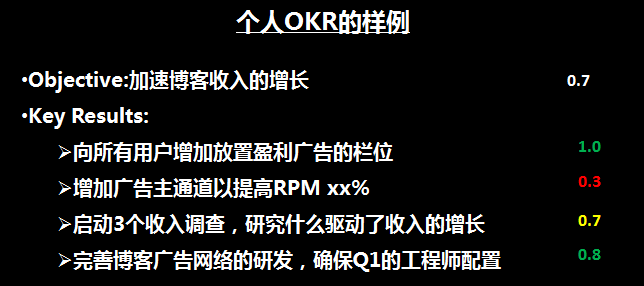 个人OKR的样例
•Objective:加速博客收入的增长 0.7
•Key Results:
➢向所有用户增加放置盈利广告的栏位 1.0
➢增加广告主通道以提高RPM xx% 0.3
➢启动3个收入调查，研究什么驱动了收入的增长 0.7
➢完善博客广告网络的研发，确保Q1的工程师配置 0.8